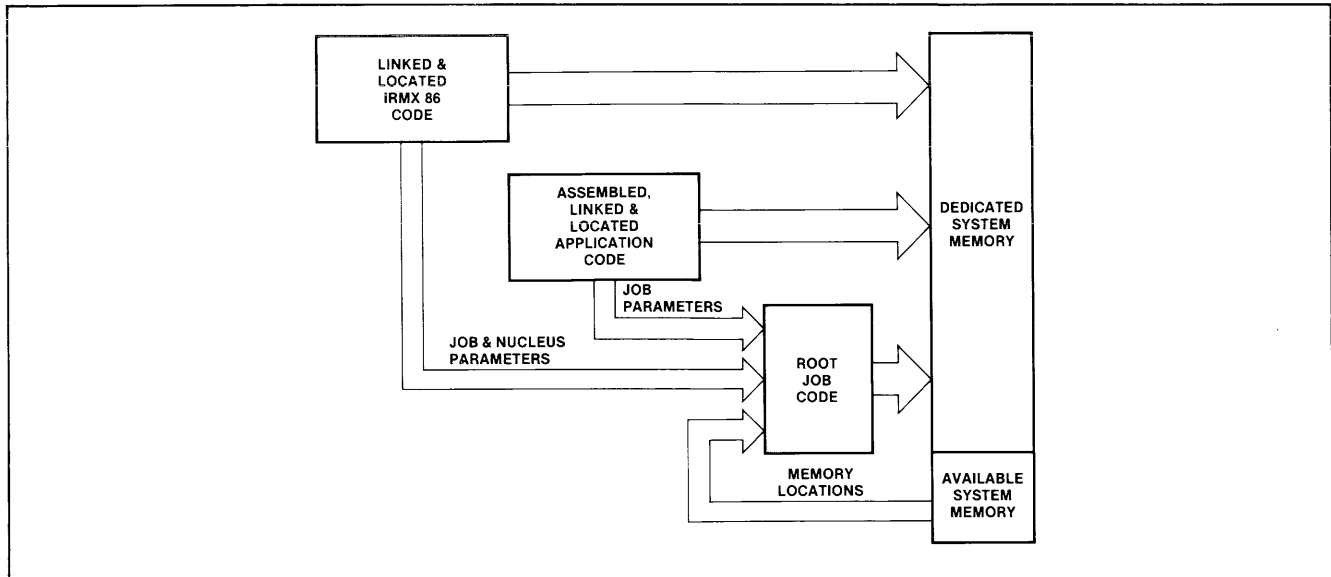 LINKED &
LOCATED
iRMX 86
CODE
ASSEMBLED,
LINKED &
LOCATED
APPLICATION
CODE
DEDICATED
SYSTEM
MEMORY
JOB
PARAMETERS
JOB & NUCLEUS
PARAMETERS
ROOT
JOB
CODE
MEMORY
LOCATIONS
AVAILABLE
SYSTEM
MEMORY